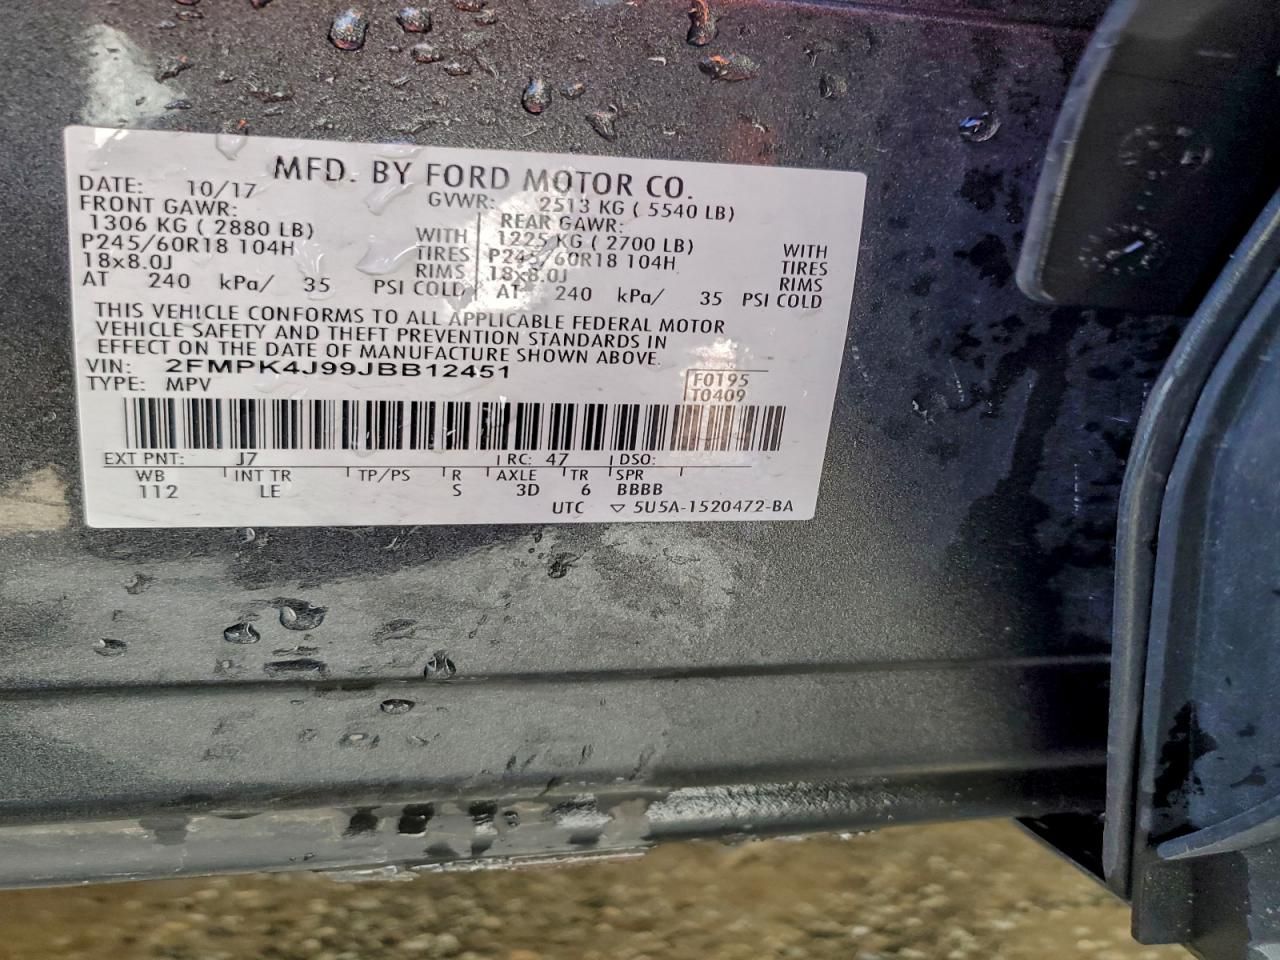 MFD. BY FORD MOTOR CO.
DATE: 10/17 GVWR: 2513 KG ( 5540 LB)
FRONT GAWR: REAR GAWR:
1306 KG ( 2880 LB) WITH 1225 KG ( 2700 LB) WITH
P245/60R18 104H TIRES P245/60R18 104H TIRES
18x8.0J RIMS 18x8.0J RIMS
AT 240 kPa/ 35 PSI COLD AT 240 kPa/ 35 PSI COLD
THIS VEHICLE CONFORMS TO ALL APPLICABLE FEDERAL MOTOR
VEHICLE SAFETY AND THEFT PREVENTION STANDARDS IN
EFFECT ON THE DATE OF MANUFACTURE SHOWN ABOVE.
VIN: 2FMPK4J99JBB12451
TYPE: MPV
F0195
T0409
EXT PNT: J7 RC: 47 DSO:
WB INT TR TP/PS R AXLE TR SPR
112 LE S 3D 6 BBBB
UTC ▽ 5U5A-1520472-BA